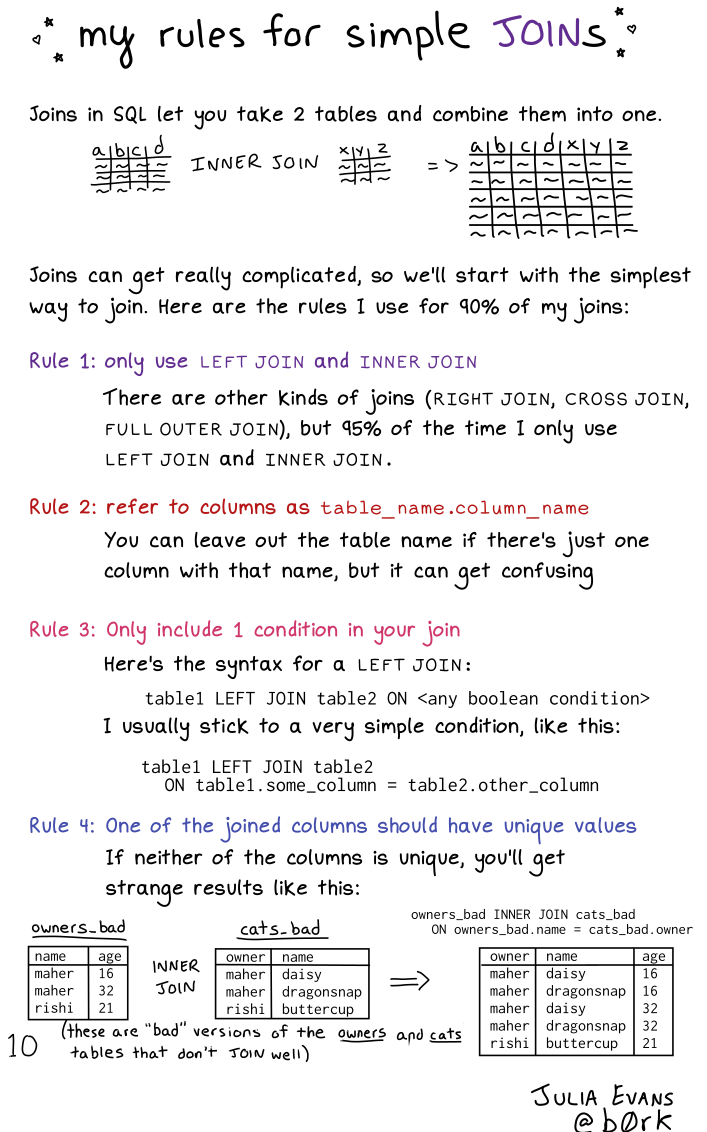 my rules for simple JOINs
Joins in SQL let you take 2 tables and combine them into one.
a b c d INNER JOIN x y z => a b c d x y z
Joins can get really complicated, so we'll start with the simplest
way to join. Here are the rules I use for 90% of my joins:
Rule 1: only use LEFT JOIN and INNER JOIN
There are other kinds of joins (RIGHT JOIN, CROSS JOIN,
FULL OUTER JOIN), but 95% of the time I only use
LEFT JOIN and INNER JOIN.
Rule 2: refer to columns as table_name.column_name
You can leave out the table name if there's just one
column with that name, but it can get confusing
Rule 3: Only include 1 condition in your join
Here's the syntax for a LEFT JOIN:
table1 LEFT JOIN table2 ON <any boolean condition>
I usually stick to a very simple condition, like this:
table1 LEFT JOIN table2
ON table1.some_column = table2.other_column
Rule 4: One of the joined columns should have unique values
If neither of the columns is unique, you'll get
strange results like this:
owners_bad
name age
maher 16
maher 32
rishi 21
INNER
JOIN
cats_bad
owner name
maher daisy
maher dragonsnap
rishi buttercup
=>
owners_bad INNER JOIN cats_bad
ON owners_bad.name = cats_bad.owner
owner name age
maher daisy 16
maher dragonsnap 16
maher daisy 32
maher dragonsnap 32
rishi buttercup 21
(these are "bad" versions of the owners and cats
tables that don't JOIN well)
10
JULIA EVANS
@b0rk